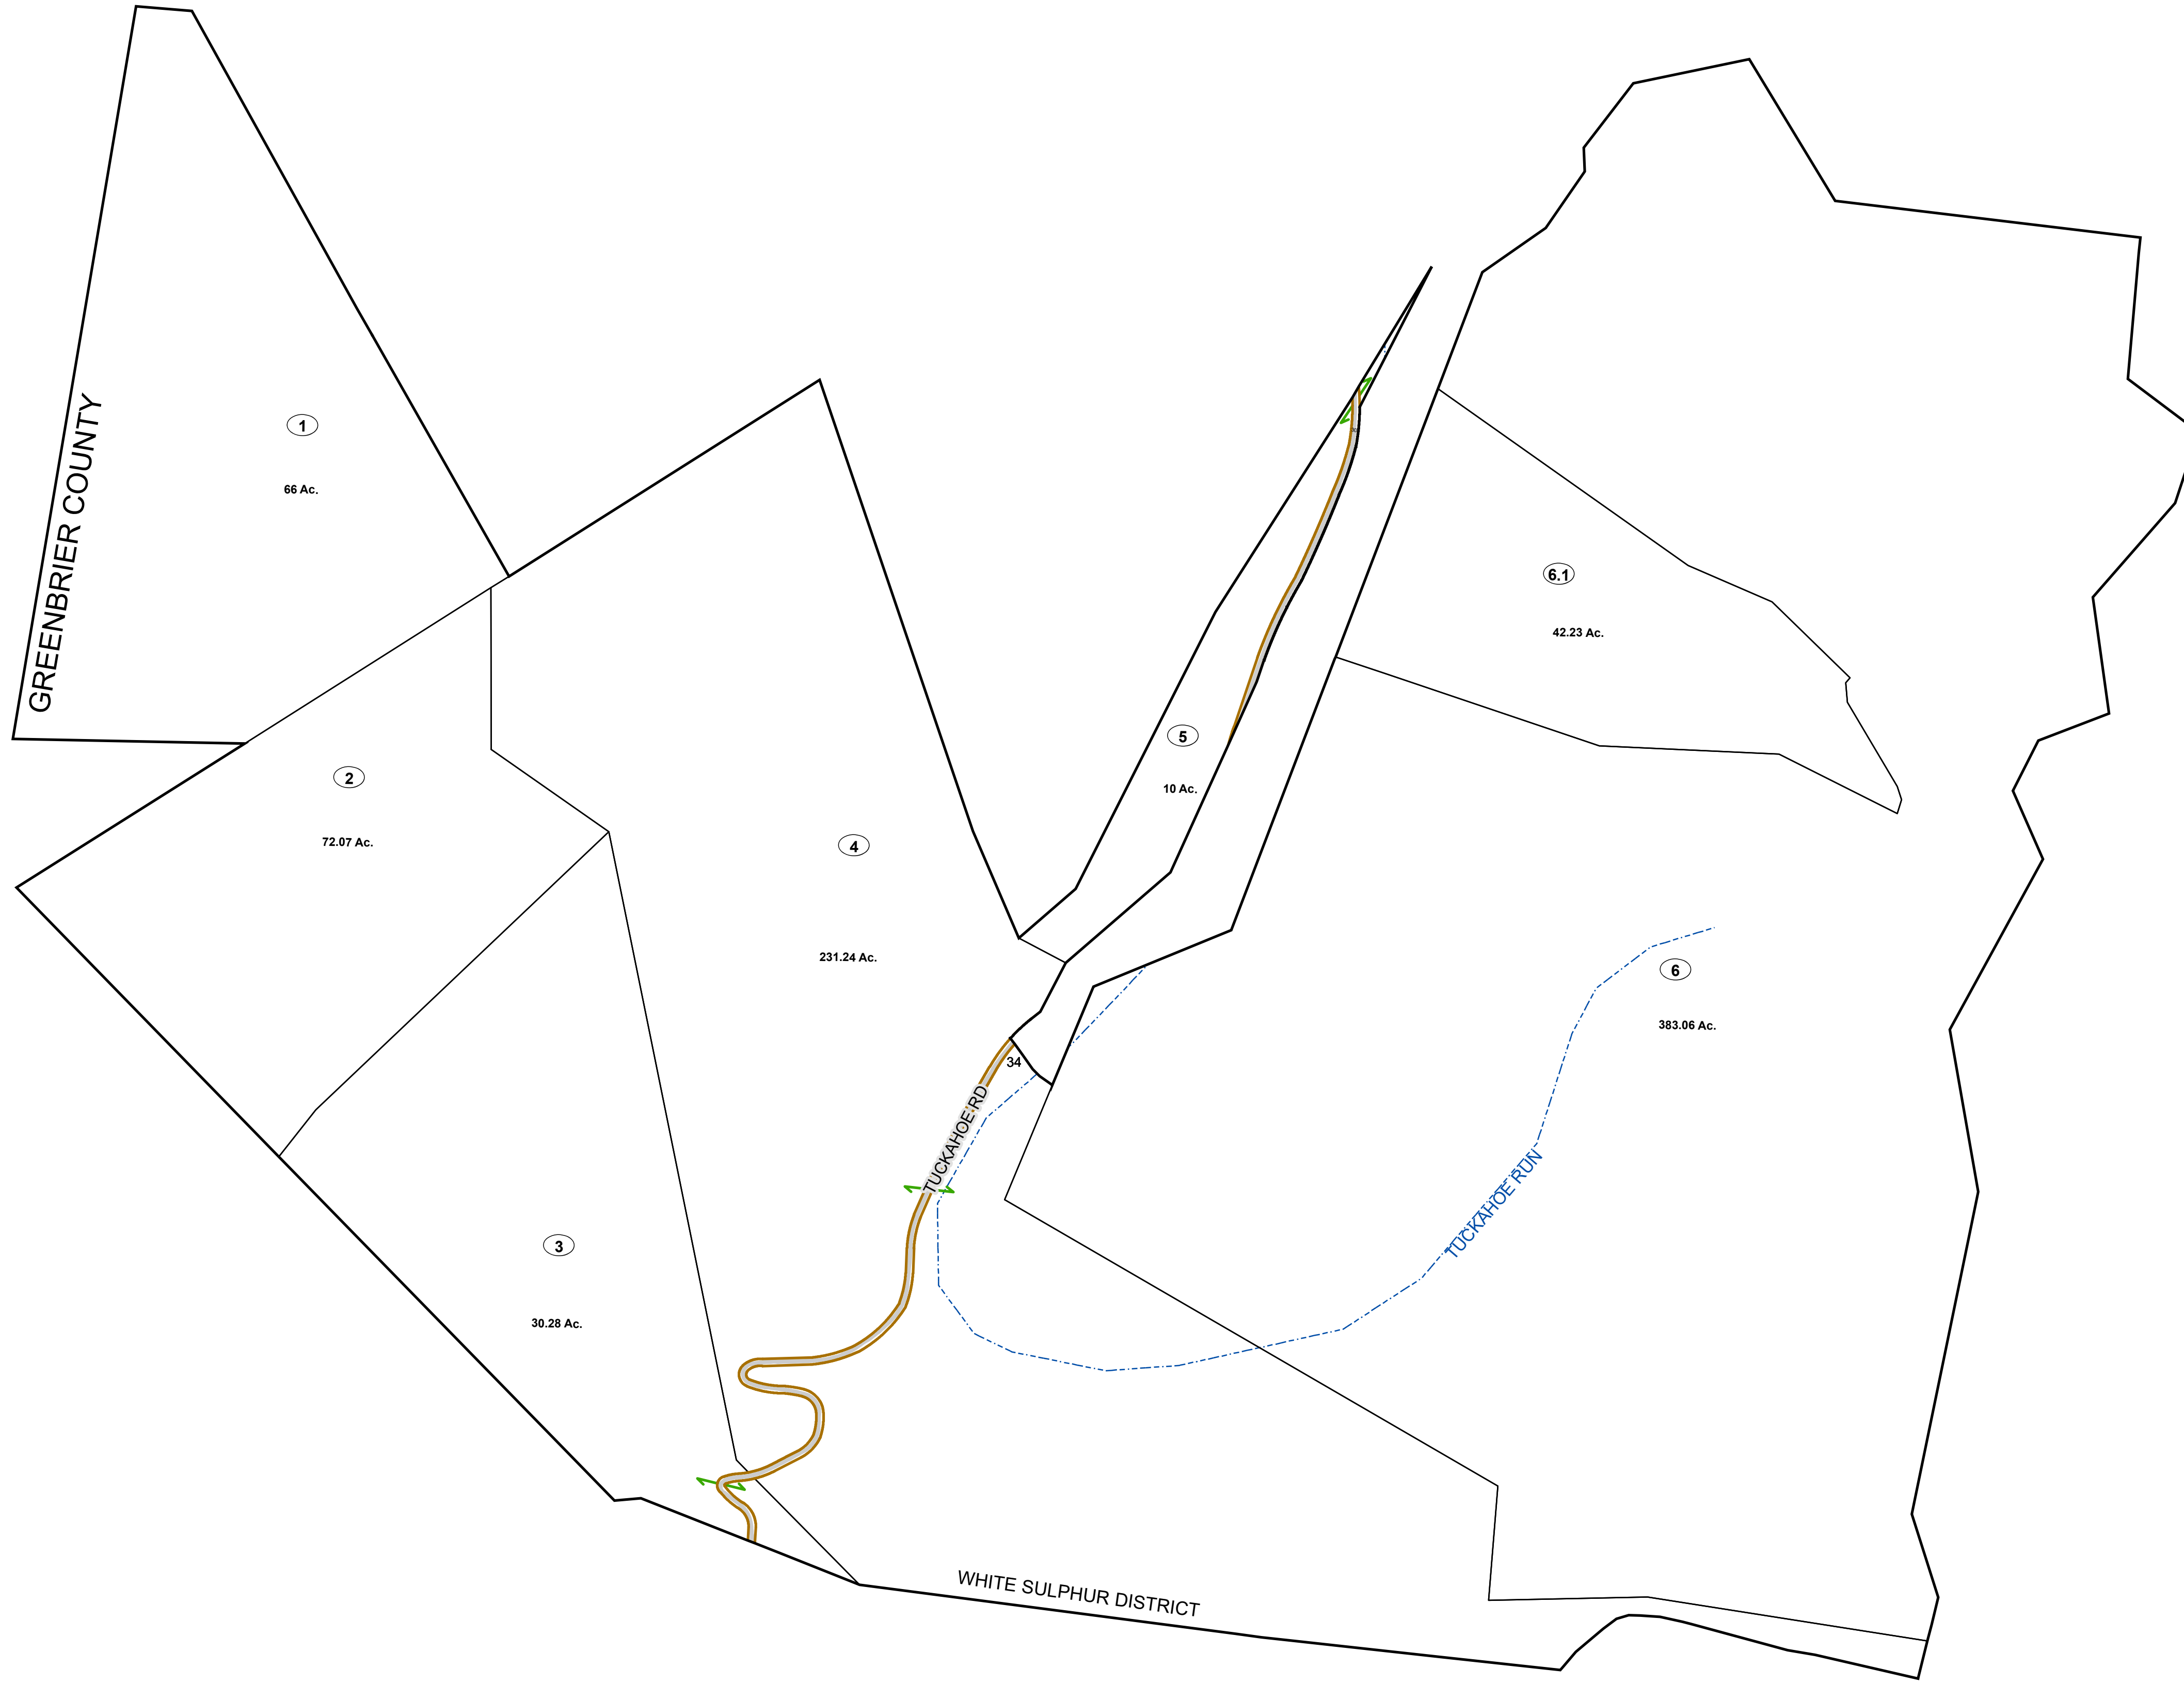 1
66 Ac.
GREENBRIER COUNTY
6.1
42.23 Ac.
5
10 Ac.
2
72.07 Ac.
4
231.24 Ac.
6
383.06 Ac.
34
TUCKAHOE RD
TUCKAHOE RUN
3
30.28 Ac.
WHITE SULPHUR DISTRICT